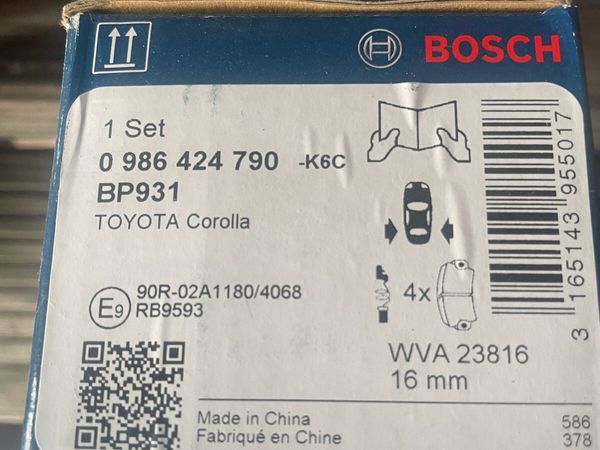 BOSCH
1 Set
0 986 424 790 -K6C
BP931
TOYOTA Corolla
3 165143 955017
E9
90R-02A1180/4068
RB9593
4x
WVA 23816
16 mm
Made in China
Fabriqué en Chine
586
378